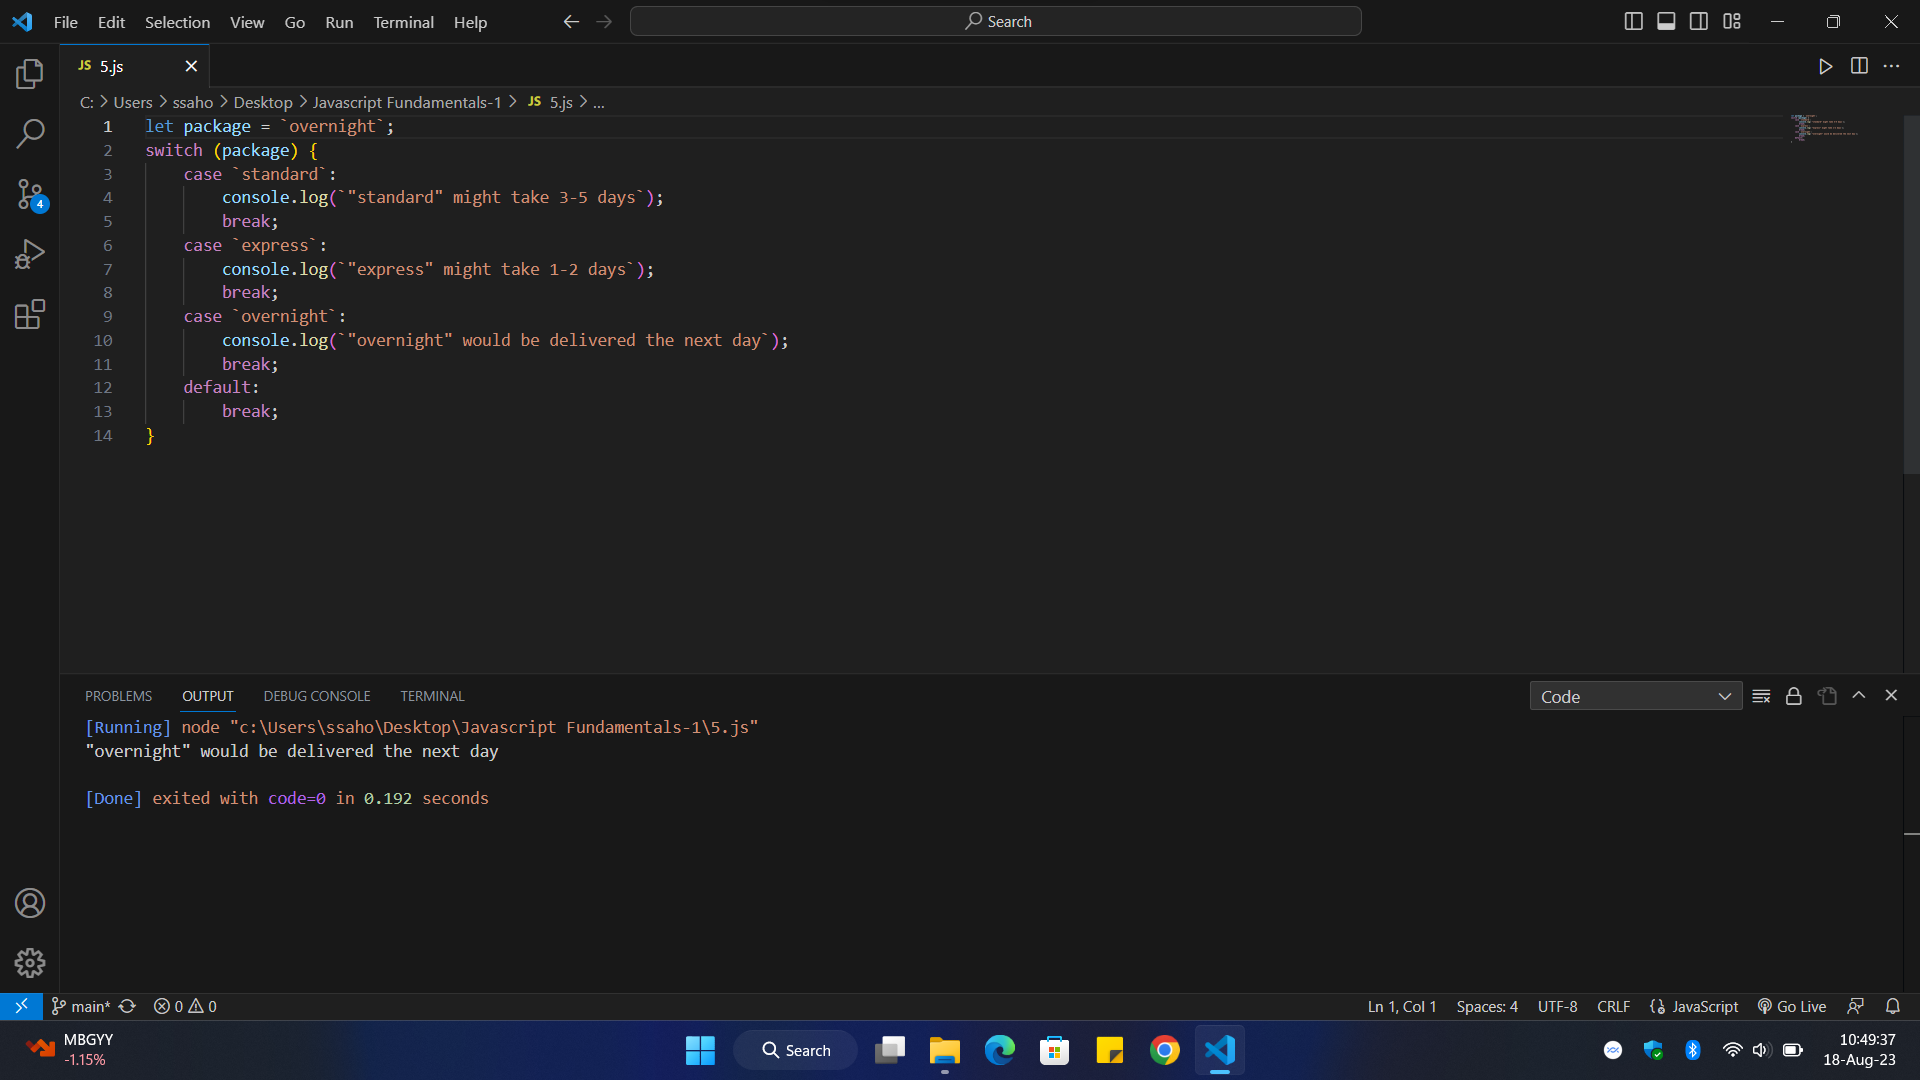 File Edit Selection View Go Run Terminal Help Search
JS 5.js
C: > Users > ssaho > Desktop > Javascript Fundamentals-1 > JS 5.js > ...
1 let package = `overnight`;
2 switch (package) {
3 case `standard`:
4 console.log(`"standard" might take 3-5 days`);
5 break;
6 case `express`:
7 console.log(`"express" might take 1-2 days`);
8 break;
9 case `overnight`:
10 console.log(`"overnight" would be delivered the next day`);
11 break;
12 default:
13 break;
14 }
4
PROBLEMS OUTPUT DEBUG CONSOLE TERMINAL Code
[Running] node "c:\Users\ssaho\Desktop\Javascript Fundamentals-1\5.js"
"overnight" would be delivered the next day
[Done] exited with code=0 in 0.192 seconds
main* 0 0 Ln 1, Col 1 Spaces: 4 UTF-8 CRLF {} JavaScript Go Live
MBGYY
-1.15%
Search
10:49:37
18-Aug-23